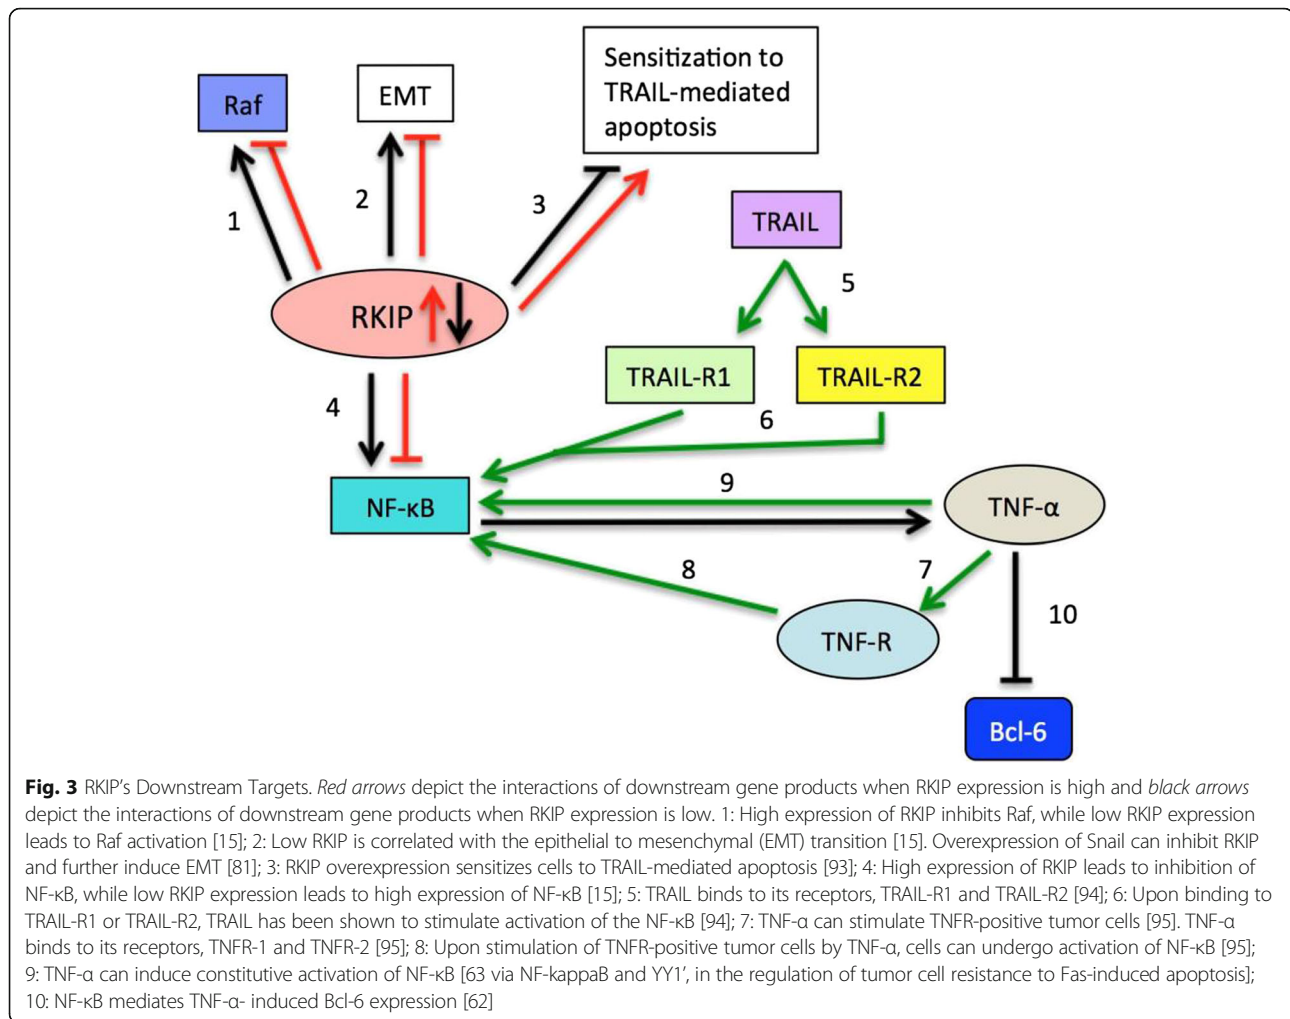 Sensitization to
TRAIL-mediated
apoptosis
Raf
EMT
1
2
3
TRAIL
5
RKIP
TRAIL-R1
TRAIL-R2
4
6
NF-κB
9
TNF-α
8
7
TNF-R
10
Bcl-6
Fig. 3 RKIP's Downstream Targets. Red arrows depict the interactions of downstream gene products when RKIP expression is high and black arrows
depict the interactions of downstream gene products when RKIP expression is low. 1: High expression of RKIP inhibits Raf, while low RKIP expression
leads to Raf activation [15]; 2: Low RKIP is correlated with the epithelial to mesenchymal (EMT) transition [15]. Overexpression of Snail can inhibit RKIP
and further induce EMT [81]; 3: RKIP overexpression sensitizes cells to TRAIL-mediated apoptosis [93]; 4: High expression of RKIP leads to inhibition of
NF-κB, while low RKIP expression leads to high expression of NF-κB [15]; 5: TRAIL binds to its receptors, TRAIL-R1 and TRAIL-R2 [94]; 6: Upon binding to
TRAIL-R1 or TRAIL-R2, TRAIL has been shown to stimulate activation of the NF-κB [94]; 7: TNF-α can stimulate TNFR-positive tumor cells [95]. TNF-α
binds to its receptors, TNFR-1 and TNFR-2 [95]; 8: Upon stimulation of TNFR-positive tumor cells by TNF-α, cells can undergo activation of NF-κB [95];
9: TNF-α can induce constitutive activation of NF-κB [63 via NF-kappaB and YY1', in the regulation of tumor cell resistance to Fas-induced apoptosis];
10: NF-κB mediates TNF-α- induced Bcl-6 expression [62]